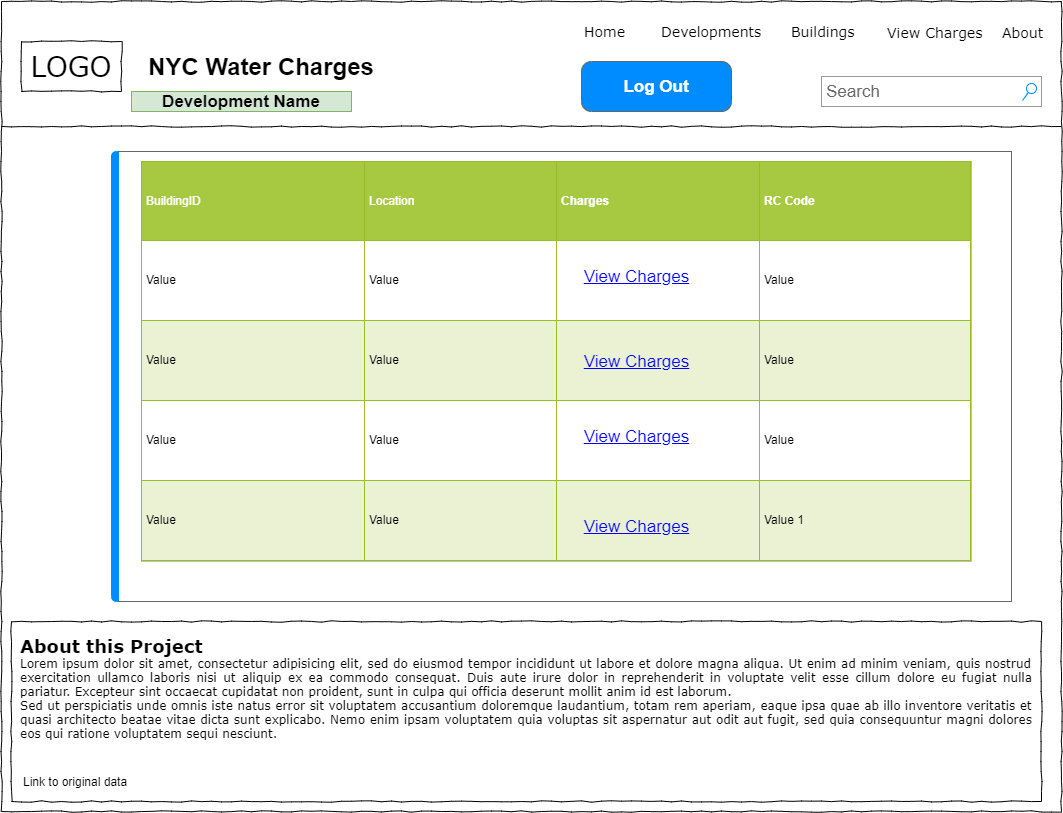 Home Developments Buildings View Charges About
LOGO NYC Water Charges
Log Out
Search
Development Name
BuildingID Location Charges RC Code
Value Value View Charges Value
Value Value View Charges Value
Value Value View Charges Value
Value Value View Charges Value 1
About this Project
Lorem ipsum dolor sit amet, consectetur adipisicing elit, sed do eiusmod tempor incididunt ut labore et dolore magna aliqua. Ut enim ad minim veniam, quis nostrud
exercitation ullamco laboris nisi ut aliquip ex ea commodo consequat. Duis aute irure dolor in reprehenderit in voluptate velit esse cillum dolore eu fugiat nulla
pariatur. Excepteur sint occaecat cupidatat non proident, sunt in culpa qui officia deserunt mollit anim id est laborum.
Sed ut perspiciatis unde omnis iste natus error sit voluptatem accusantium doloremque laudantium, totam rem aperiam, eaque ipsa quae ab illo inventore veritatis et
quasi architecto beatae vitae dicta sunt explicabo. Nemo enim ipsam voluptatem quia voluptas sit aspernatur aut odit aut fugit, sed quia consequuntur magni dolores
eos qui ratione voluptatem sequi nesciunt.
Link to original data